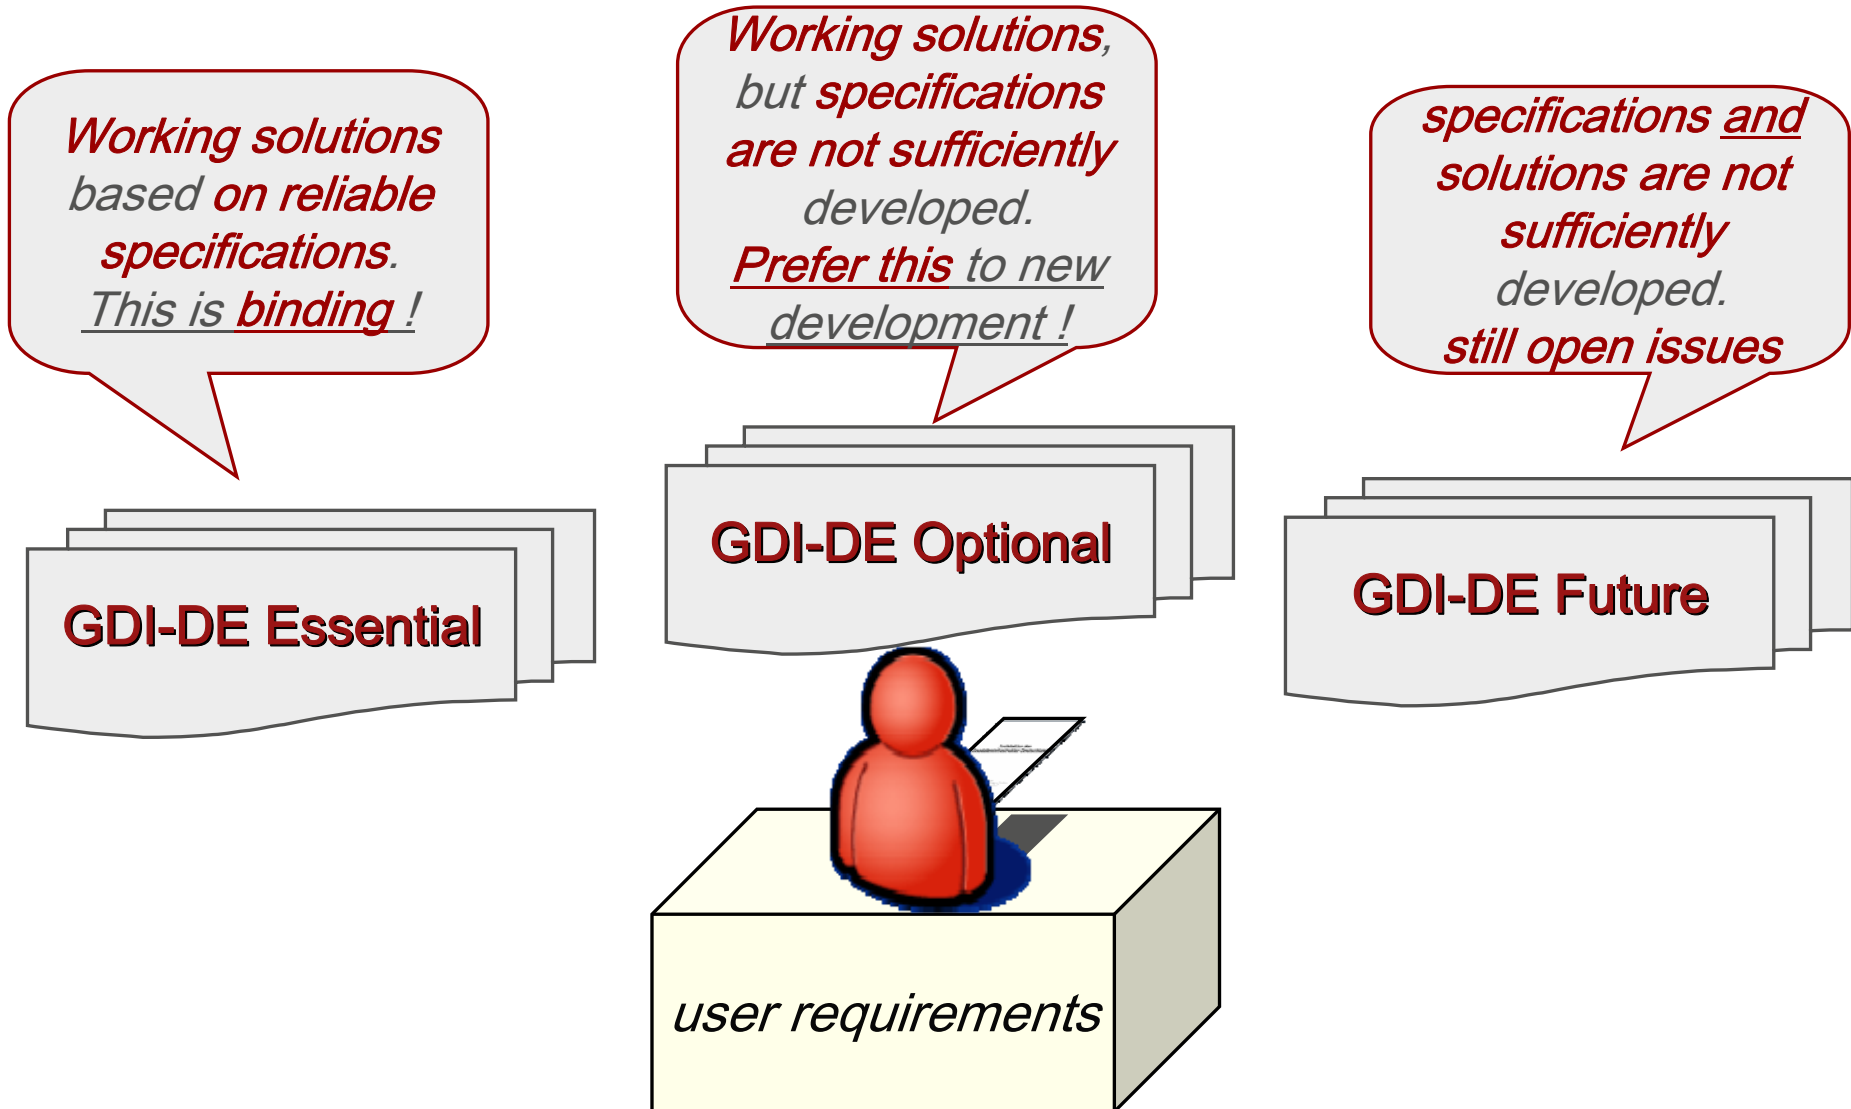 Working solutions
based on reliable
specifications.
This is binding !
Working solutions,
but specifications
are not sufficiently
developed.
Prefer this to new
development !
specifications and
solutions are not
sufficiently
developed.
still open issues
GDI-DE Essential
GDI-DE Optional
GDI-DE Future
user requirements